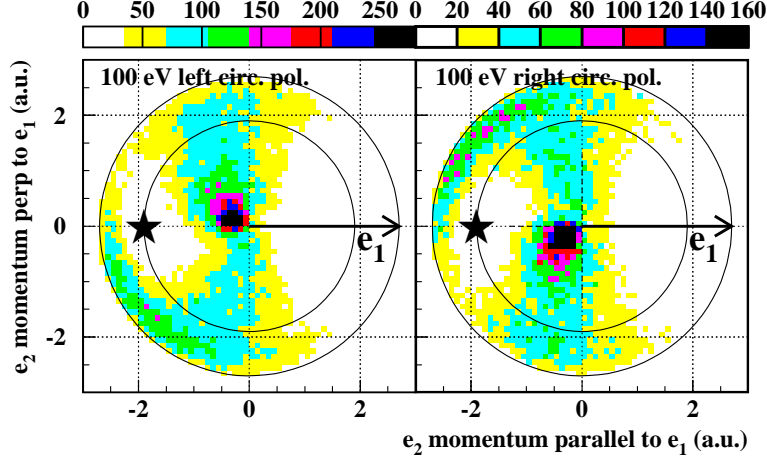 0 50 100 150 200 250 0 20 40 60 80 100 120 140 160
100 eV left circ. pol. 100 eV right circ. pol.
e2 momentum perp to e1 (a.u.)
2
0
-2
e1 e1
-2 0 2 -2 0 2
e2 momentum parallel to e1 (a.u.)